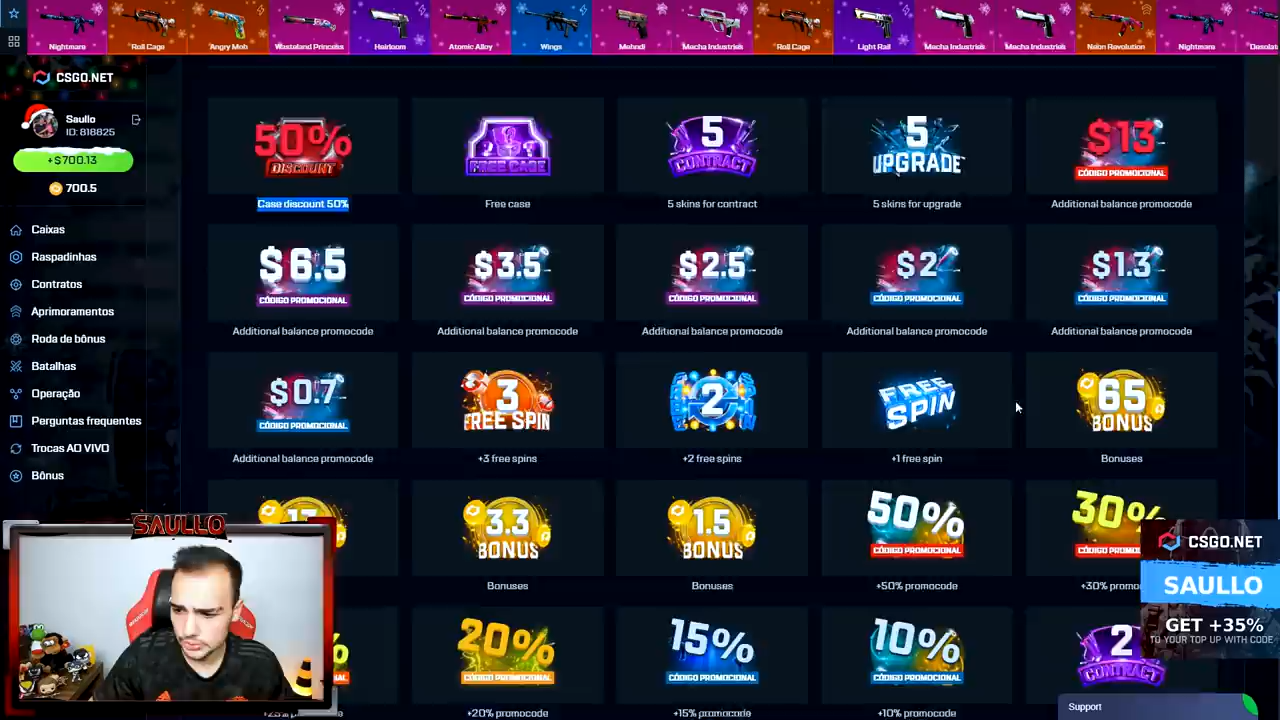 Nightmare
Roll Cage
Angry Mob
Wasteland Princess
Heirloom
Atomic Alloy
Wings
Mehndi
Mecha Industries
Roll Cage
Light Rail
Mecha Industries
Mecha Industries
Neon Revolution
Nightmare
CSGO.NET
Saullo
ID: 818825
+$700.13
700.5
Caixas
Raspadinhas
Contratos
Aprimoramentos
Roda de bônus
Batalhas
Operação
Perguntas frequentes
Trocas AO VIVO
Bônus
50%
DISCOUNT
Case discount 50%
FREE CASE
Free case
5
CONTRACT
5 skins for contract
5
UPGRADE
5 skins for upgrade
$13
CÓDIGO PROMOCIONAL
Additional balance promocode
$6.5
CÓDIGO PROMOCIONAL
Additional balance promocode
$3.5
CÓDIGO PROMOCIONAL
Additional balance promocode
$2.5
CÓDIGO PROMOCIONAL
Additional balance promocode
$2
CÓDIGO PROMOCIONAL
Additional balance promocode
$1.3
CÓDIGO PROMOCIONAL
Additional balance promocode
$0.7
CÓDIGO PROMOCIONAL
Additional balance promocode
3
FREE SPIN
+3 free spins
2
+2 free spins
FREE
SPIN
+1 free spin
65
BONUS
Bonuses
3.3
BONUS
Bonuses
1.5
BONUS
Bonuses
50%
CÓDIGO PROMOCIONAL
+50% promocode
30%
20%
CÓDIGO PROMOCIONAL
+20% promocode
15%
CÓDIGO PROMOCIONAL
+15% promocode
10%
CÓDIGO PROMOCIONAL
+10% promocode
2
CONTRACT
SAULLO
CSGO.NET
SAULLO
GET +35%
TO YOUR TOP UP WITH CODE
Support